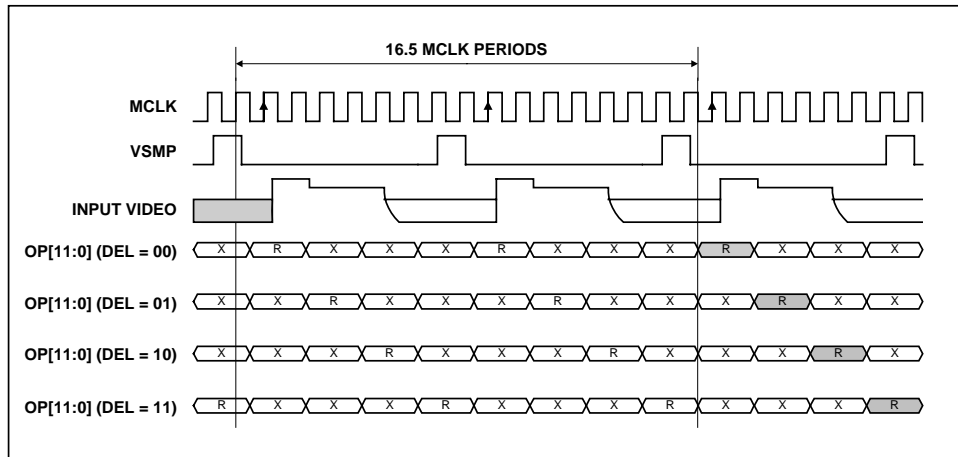 16.5 MCLK PERIODS
MCLK
VSMP
INPUT VIDEO
OP[11:0] (DEL = 00) X R X X X R X X X R X X X
OP[11:0] (DEL = 01) X X R X X X R X X X R X X
OP[11:0] (DEL = 10) X X X R X X X R X X X R X
OP[11:0] (DEL = 11) R X X X R X X X R X X X R